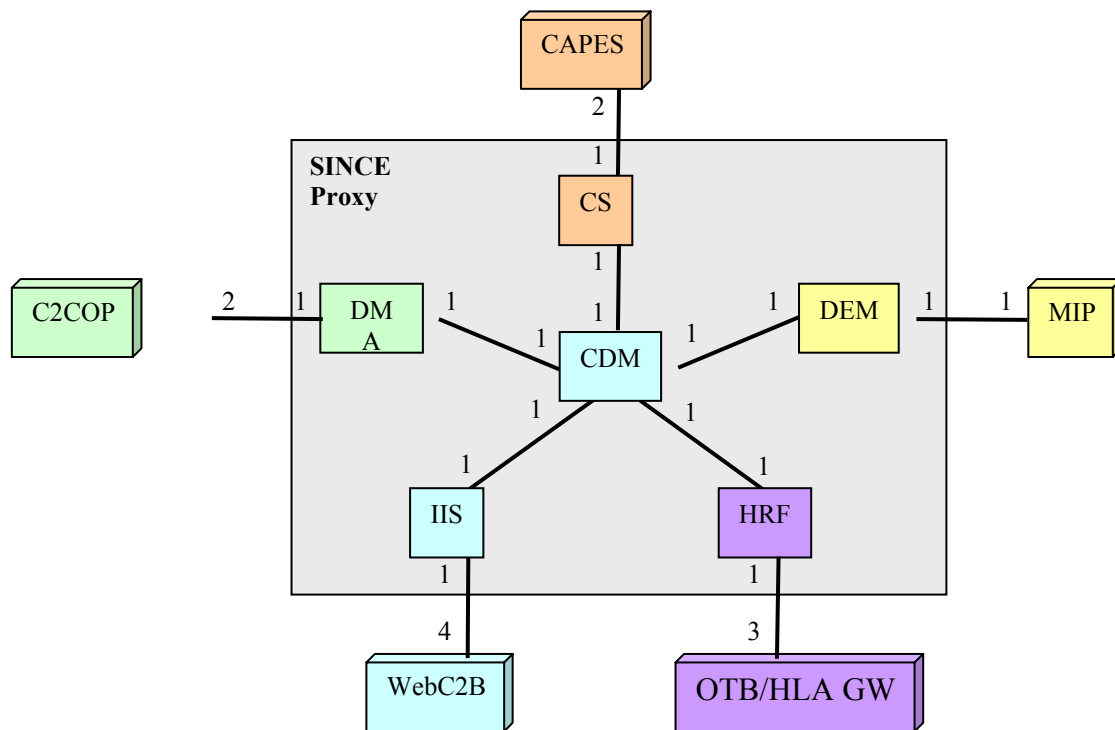 CAPES
2
1
SINCE
Proxy
CS
1
C2COP
2
1
DM
A
1
1
1
CDM
1
1
DEM
1
1
MIP
1
1
1
1
IIS
HRF
1
1
4
3
WebC2B
OTB/HLA GW